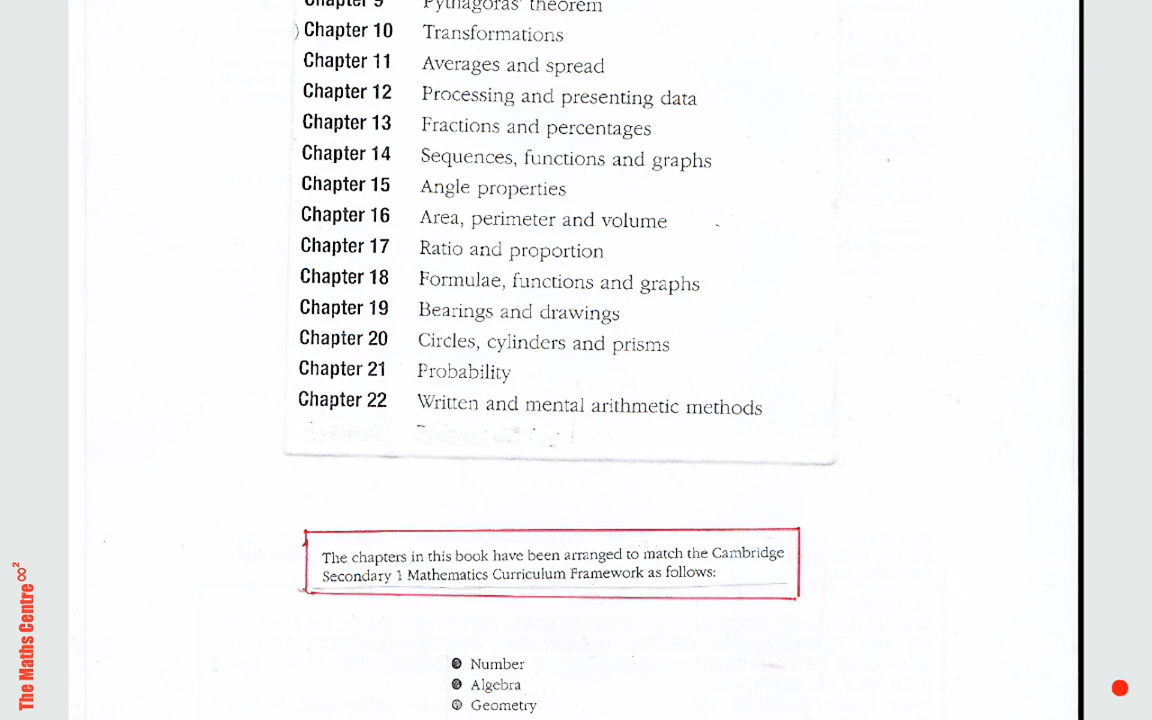 Chapter 9 Pythagoras' theorem
Chapter 10 Transformations
Chapter 11 Averages and spread
Chapter 12 Processing and presenting data
Chapter 13 Fractions and percentages
Chapter 14 Sequences, functions and graphs
Chapter 15 Angle properties
Chapter 16 Area, perimeter and volume
Chapter 17 Ratio and proportion
Chapter 18 Formulae, functions and graphs
Chapter 19 Bearings and drawings
Chapter 20 Circles, cylinders and prisms
Chapter 21 Probability
Chapter 22 Written and mental arithmetic methods
The chapters in this book have been arranged to match the Cambridge
Secondary 1 Mathematics Curriculum Framework as follows:
Number
Algebra
Geometry
The Maths Centre ∞²